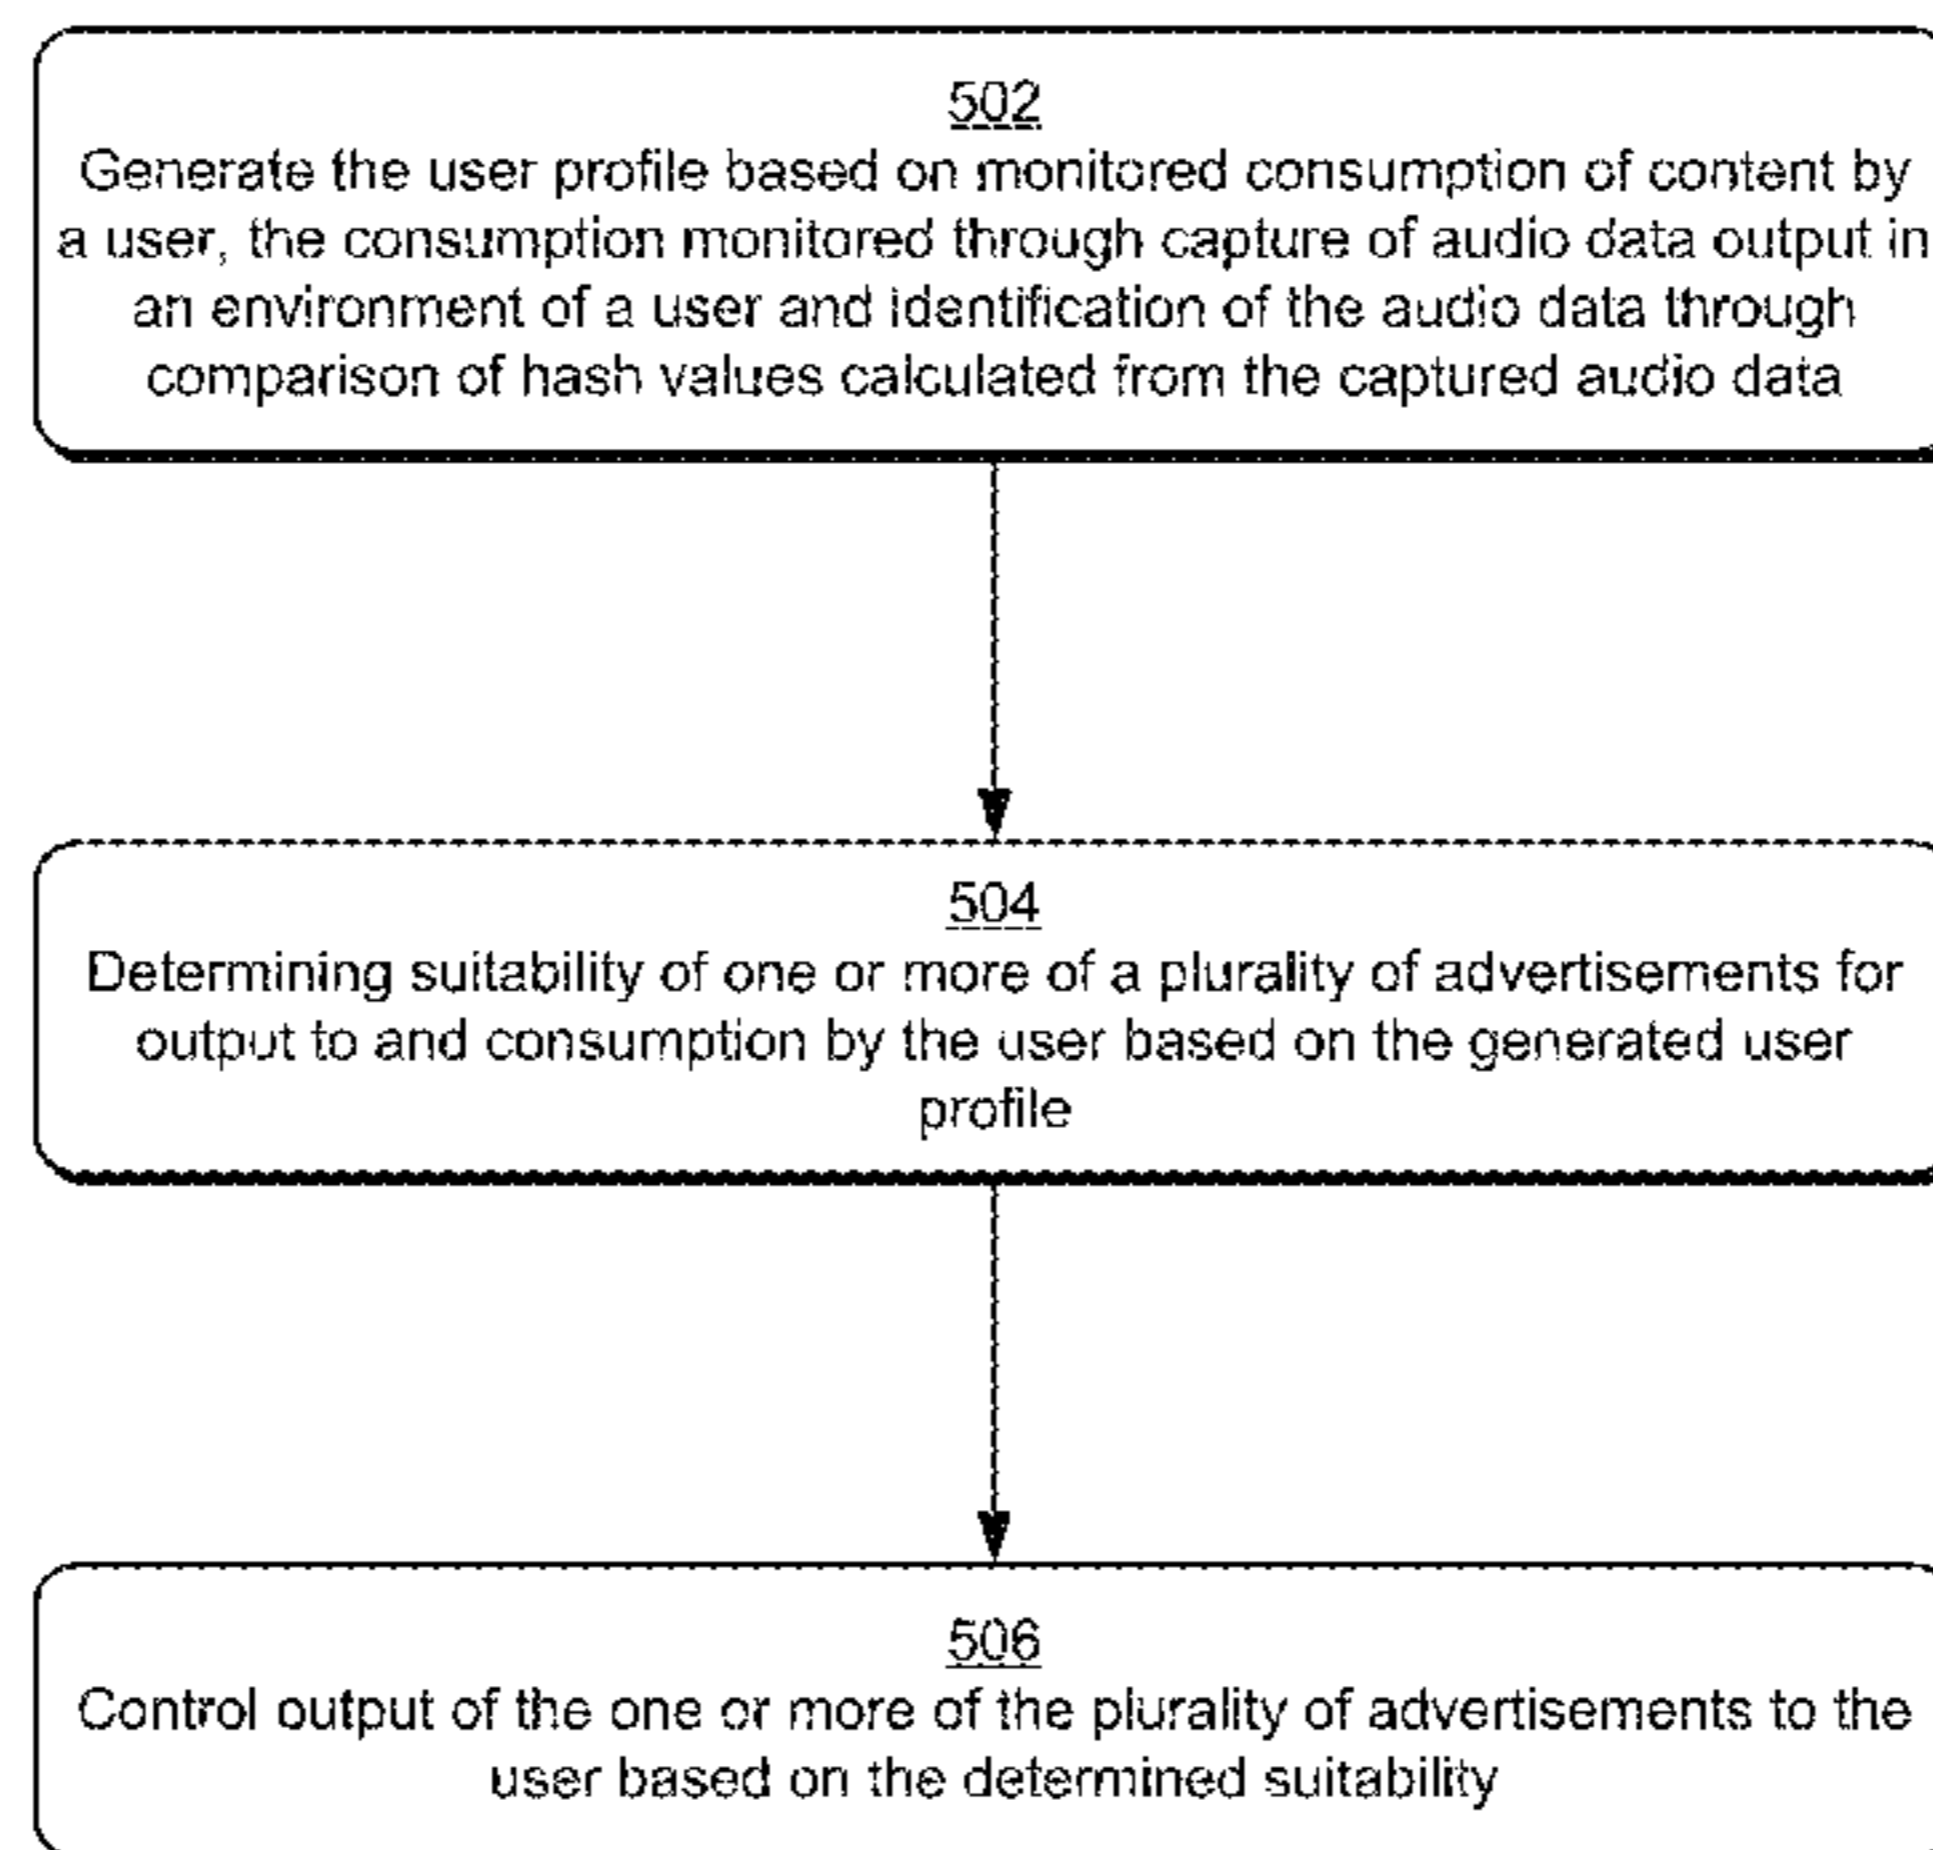 502
Generate the user profile based on monitored consumption of content by
a user, the consumption monitored through capture of audio data output in
an environment of a user and identification of the audio data through
comparison of hash values calculated from the captured audio data
504
Determining suitability of one or more of a plurality of advertisements for
output to and consumption by the user based on the generated user
profile
506
Control output of the one or more of the plurality of advertisements to the
user based on the determined suitability